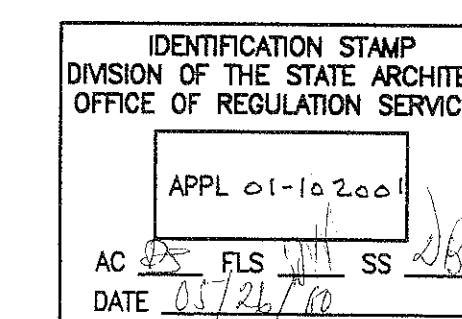 IDENTIFICATION STAMP
DIVISION OF THE STATE ARCHITE
OFFICE OF REGULATION SERVIC
APPL 01-102001
AC FLS SS
DATE 05/26/10